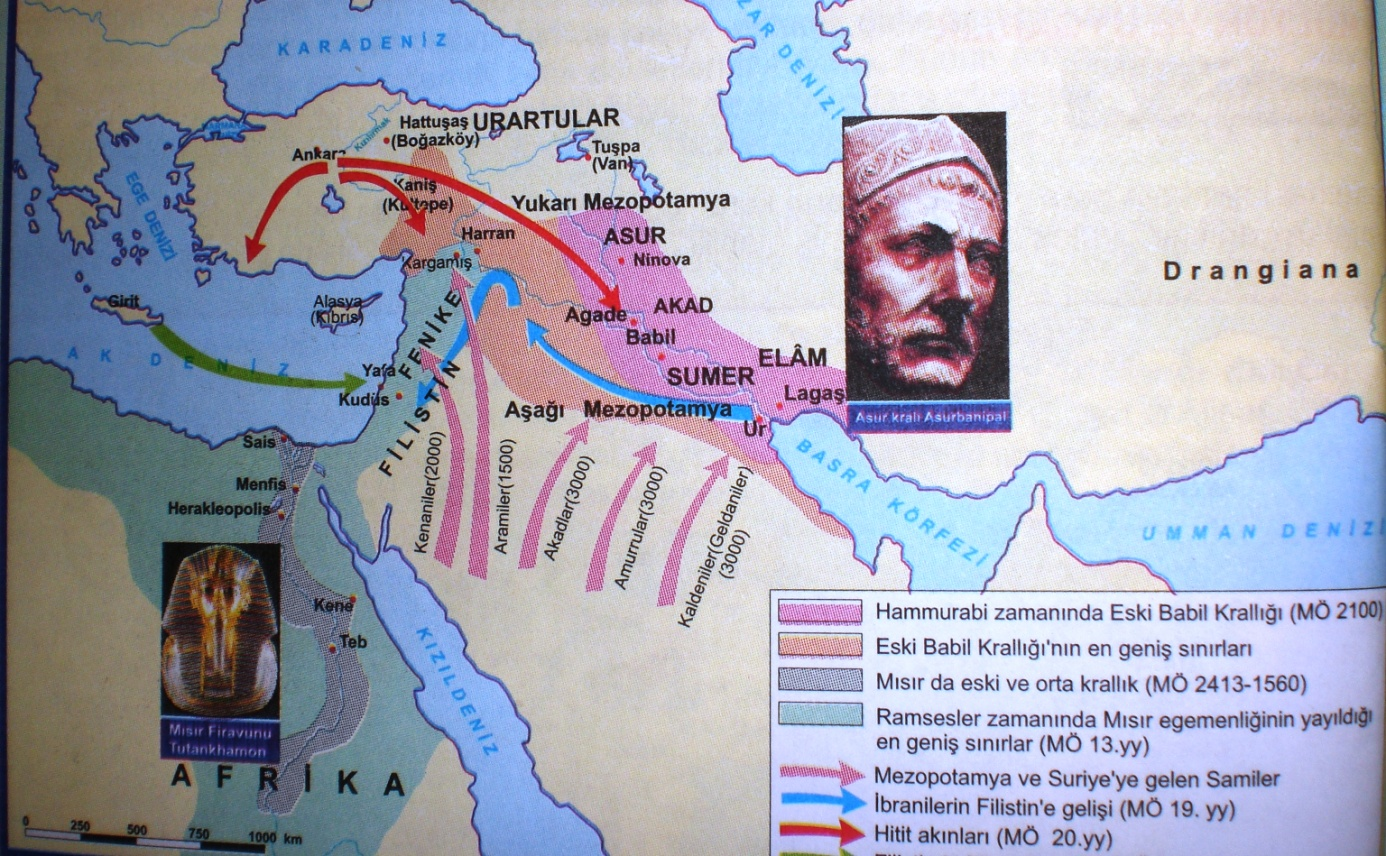 KARADENİZ
EGE DENİZİ
Kızılırmak
Hattuşaş
(Boğazköy)
URARTULAR
Ankara
Tuşpa
(Van)
Kaniş
(Kültepe)
Yukarı Mezopotamya
Harran
ASUR
Ninova
Kargamış
Drangiana
Girit
Alasya
(Kıbrıs)
Agade
AKAD
Babil
AKDENİZ
FENİKE
Yafa
ELÂM
SUMER
Kudüs
Lagaş
FİLİSTİN
Aşağı Mezopotamya
Ur
Asur kralı Asurbanipal
Sais
BASRA KÖRFEZİ
Menfis
Herakleopolis
Kenaniler(2000)
Aramiler(1500)
Akadlar(3000)
Amurrular(3000)
Kaldeniler(Geldaniler)
(3000)
UMMAN DENİZİ
Kene
Teb
KIZILDENİZ
Mısır Firavunu
Tutankhamon
AFRİKA
0 250 500 750 1000 km
Hammurabi zamanında Eski Babil Krallığı (MÖ 2100)
Eski Babil Krallığı'nın en geniş sınırları
Mısır da eski ve orta krallık (MÖ 2413-1560)
Ramsesler zamanında Mısır egemenliğinin yayıldığı
en geniş sınırlar (MÖ 13.yy)
Mezopotamya ve Suriye'ye gelen Samiler
İbranilerin Filistin'e gelişi (MÖ 19. yy)
Hitit akınları (MÖ 20.yy)